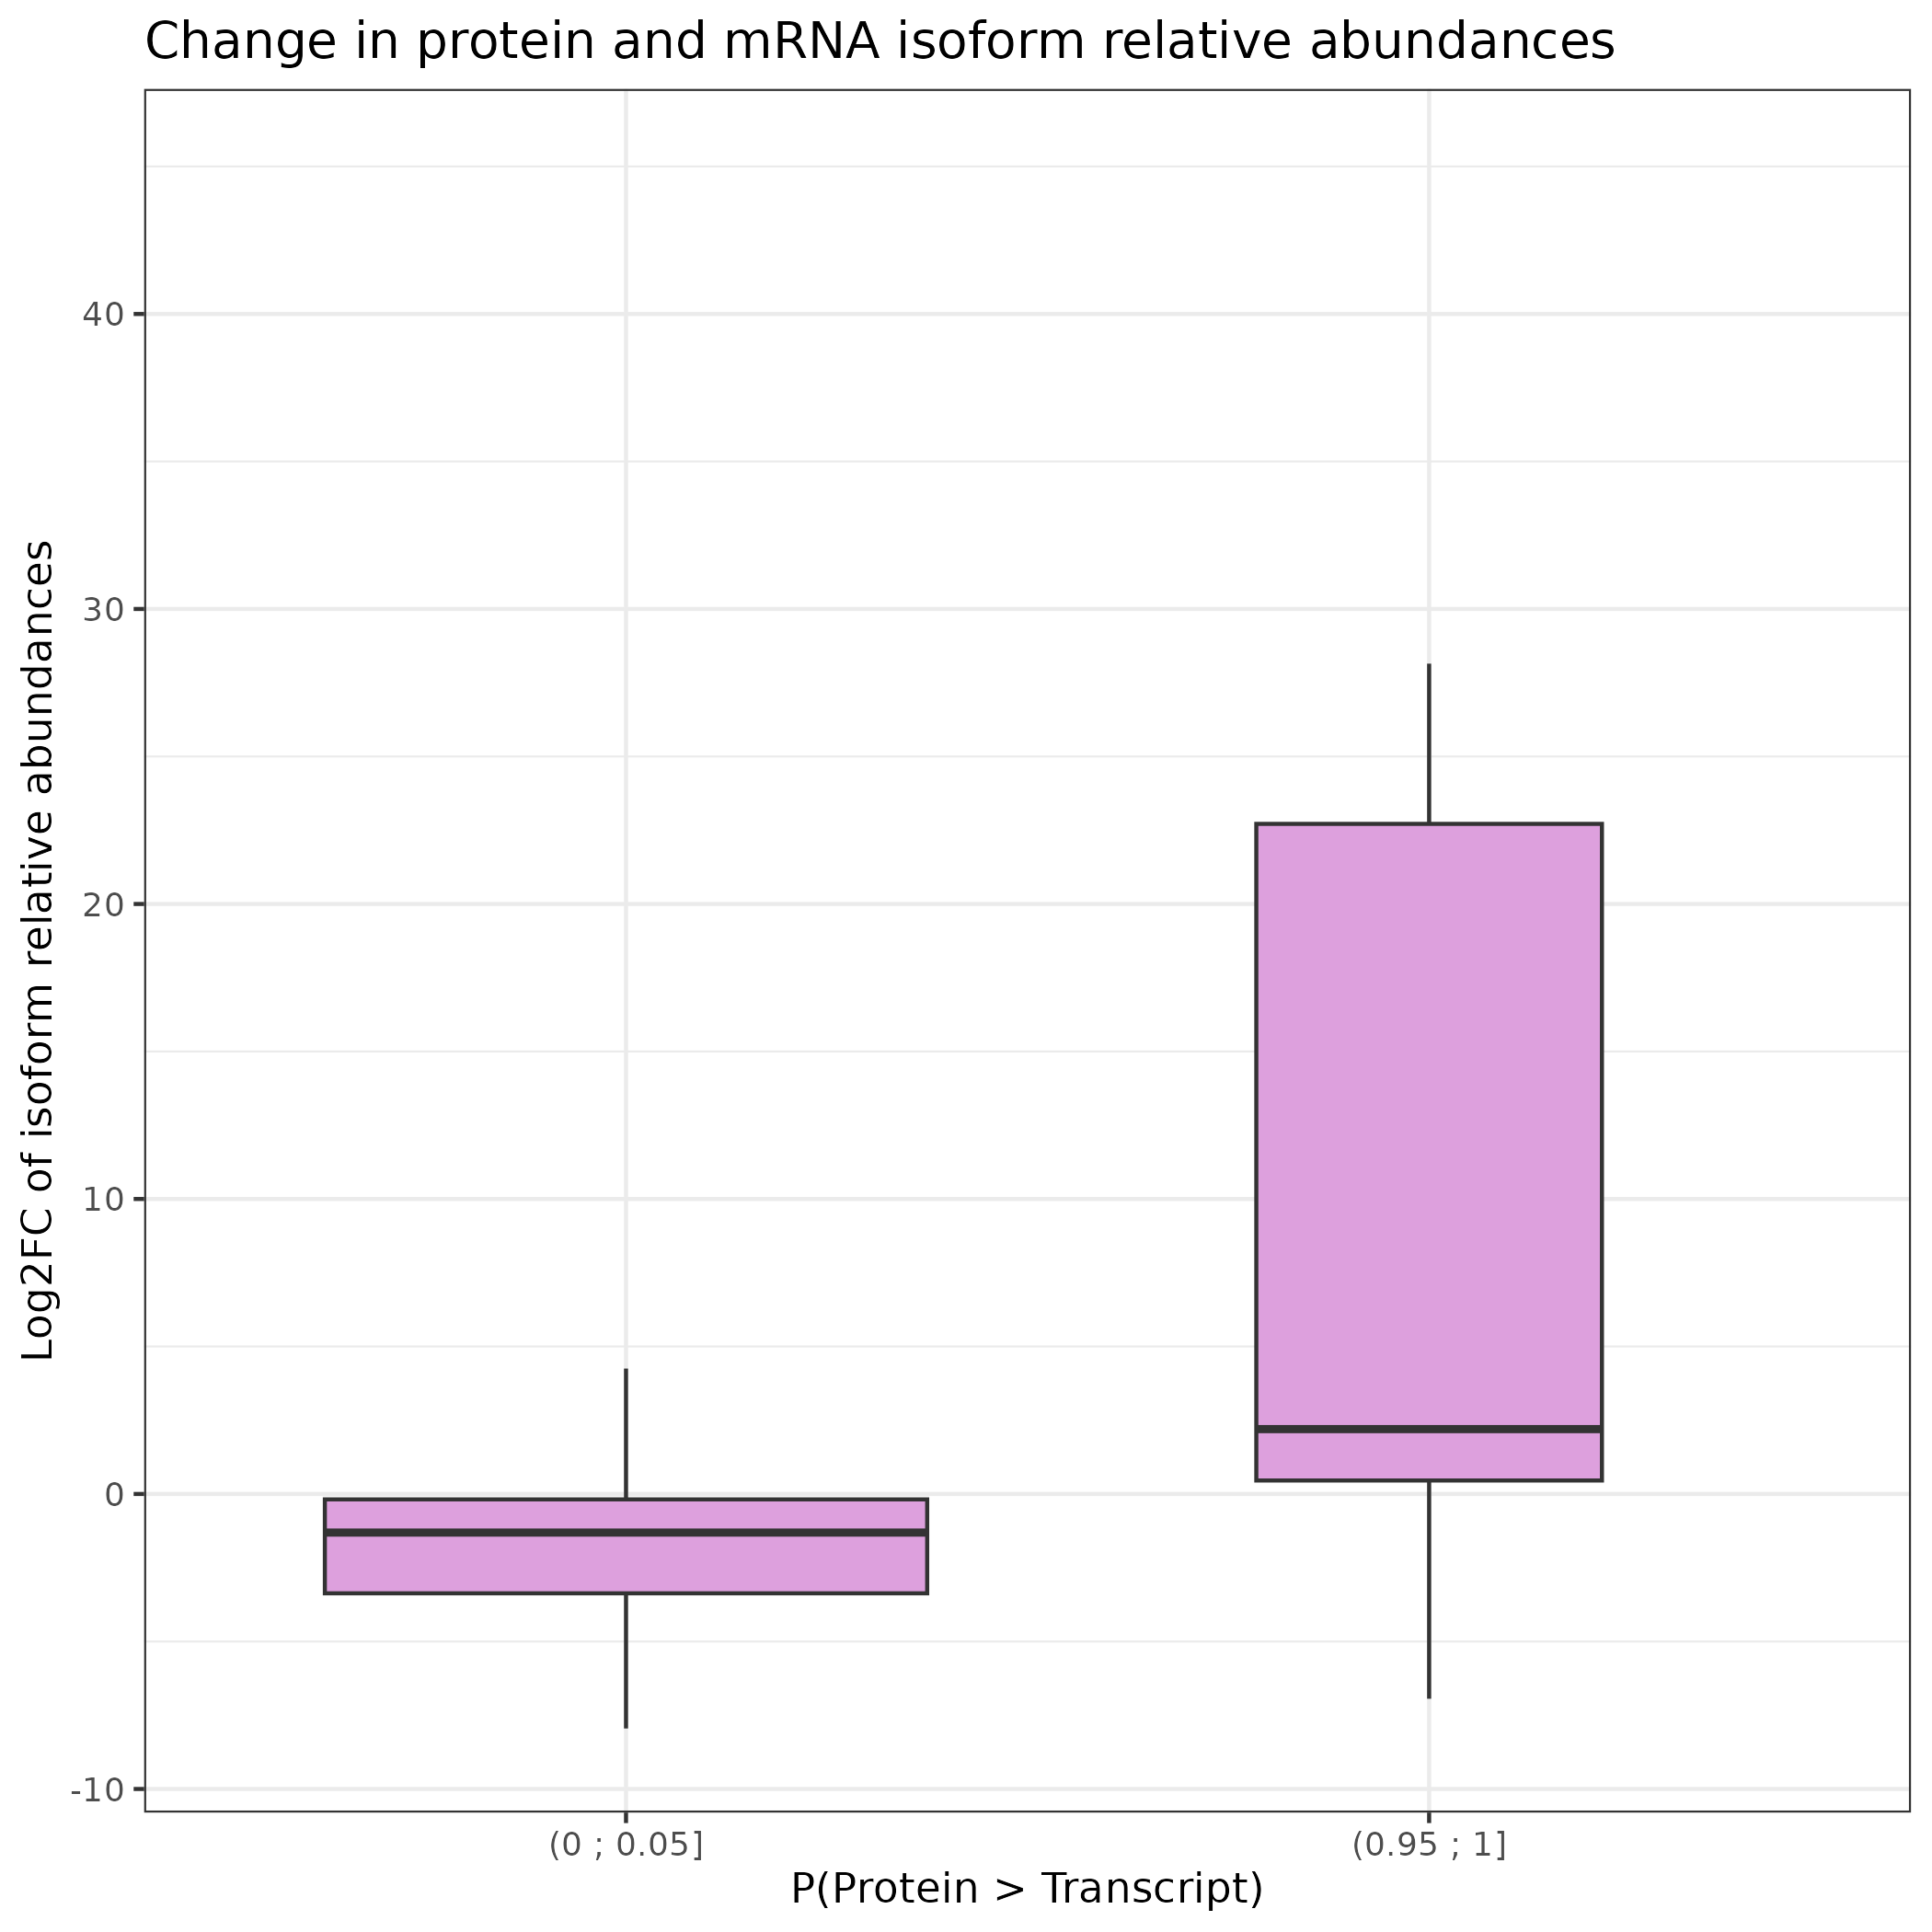 Change in protein and mRNA isoform relative abundances
Log2FC of isoform relative abundances
40
30
20
10
0
-10
(0 ; 0.05]
(0.95 ; 1]
P(Protein > Transcript)